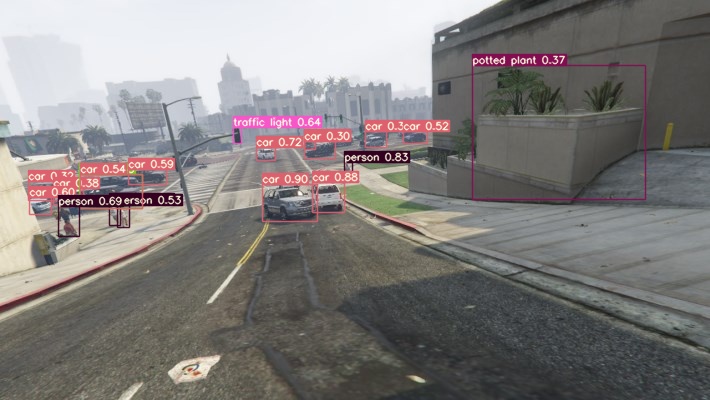 potted plant 0.37
traffic light 0.64
car 0.72
car 0.30
car 0.3
car 0.52
person 0.83
car 0.54
car 0.59
0.32
0.38
car 0.60
person 0.69
erson 0.53
car 0.90
car 0.88